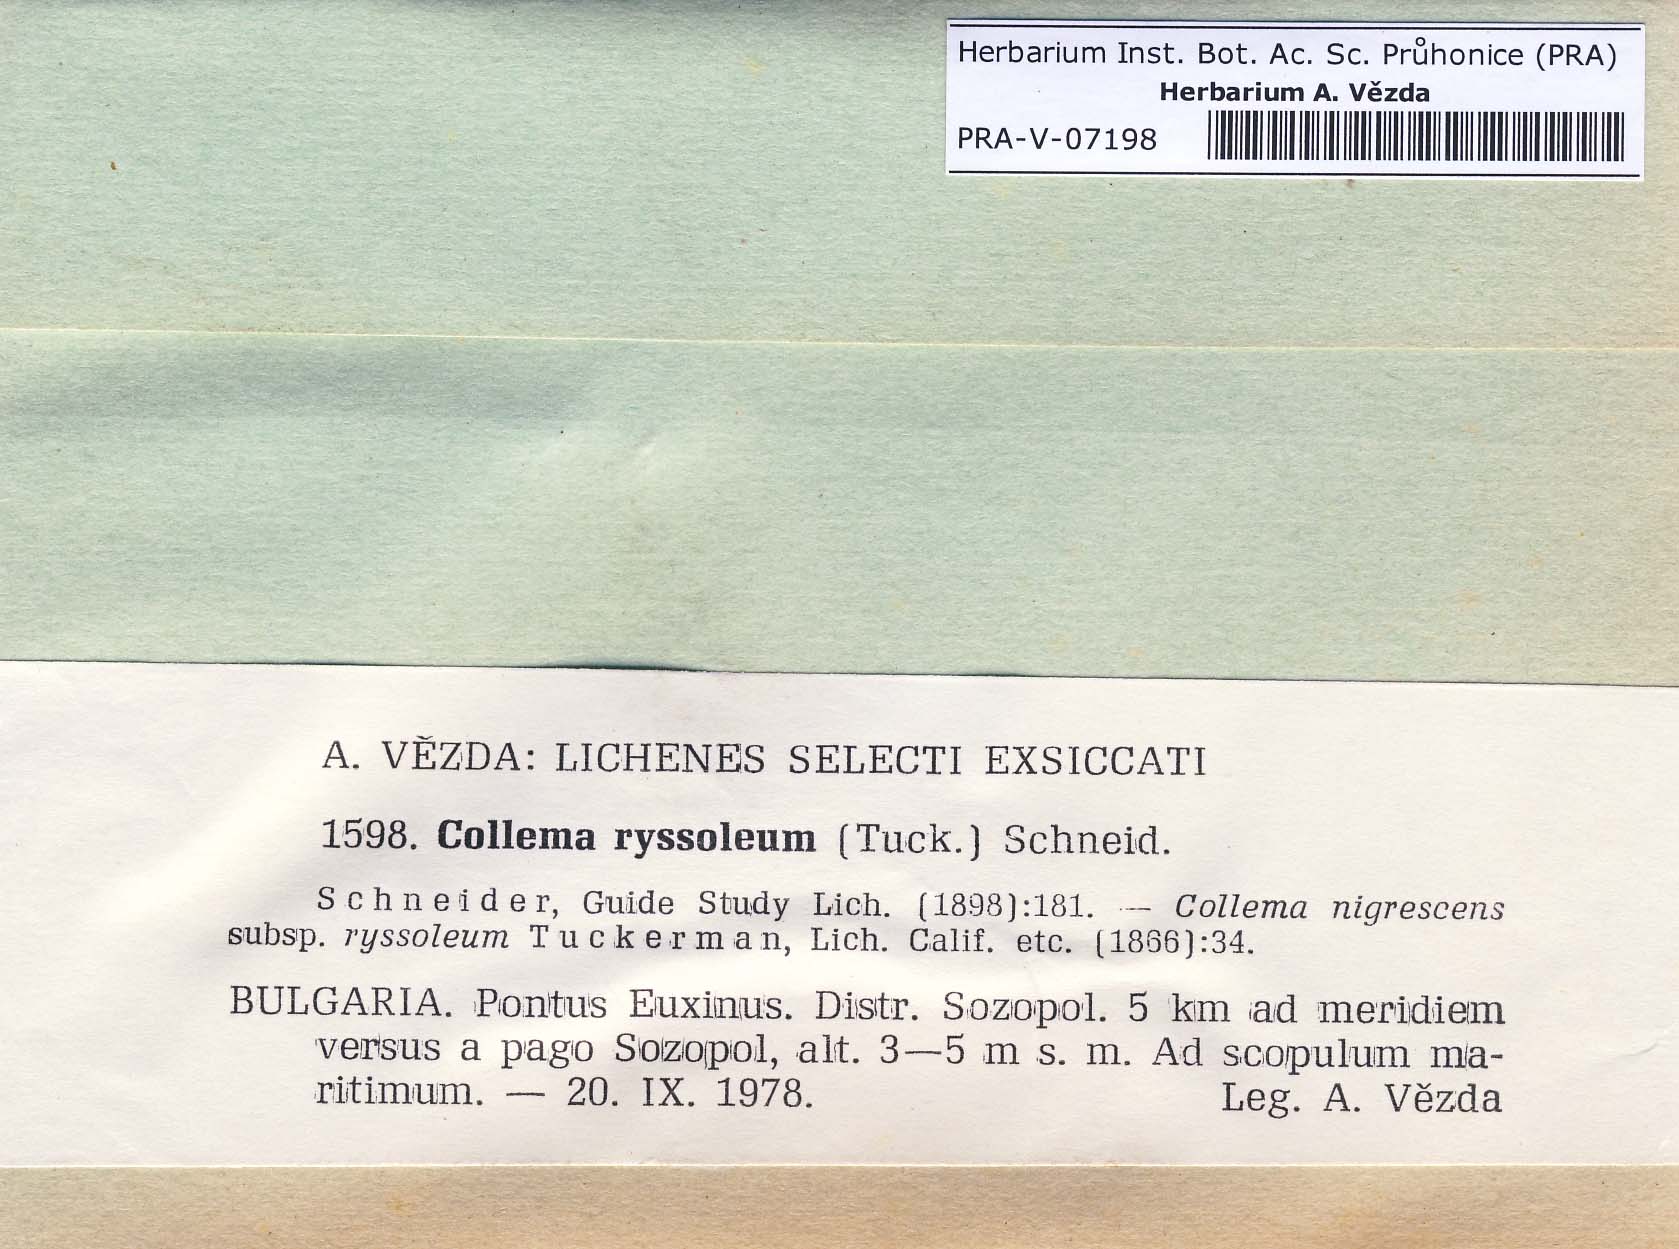 Herbarium Inst. Bot. Ac. Sc. Průhonice (PRA)
Herbarium A. Vězda
PRA-V-07198
A. VĚZDA: LICHENES SELECTI EXSICCATI
1598. Collema ryssoleum (Tuck.) Schneid.
Schneider, Guide Study Lich. (1898):181. — Collema nigrescens
subsp. ryssoleum Tuckerman, Lich. Calif. etc. (1866):34.
BULGARIA. Pontus Euxinus. Distr. Sozopol. 5 km ad meridiem
versus a pago Sozopol, alt. 3—5 m s. m. Ad scopulum ma-
ritimum. — 20. IX. 1978. Leg. A. Vězda